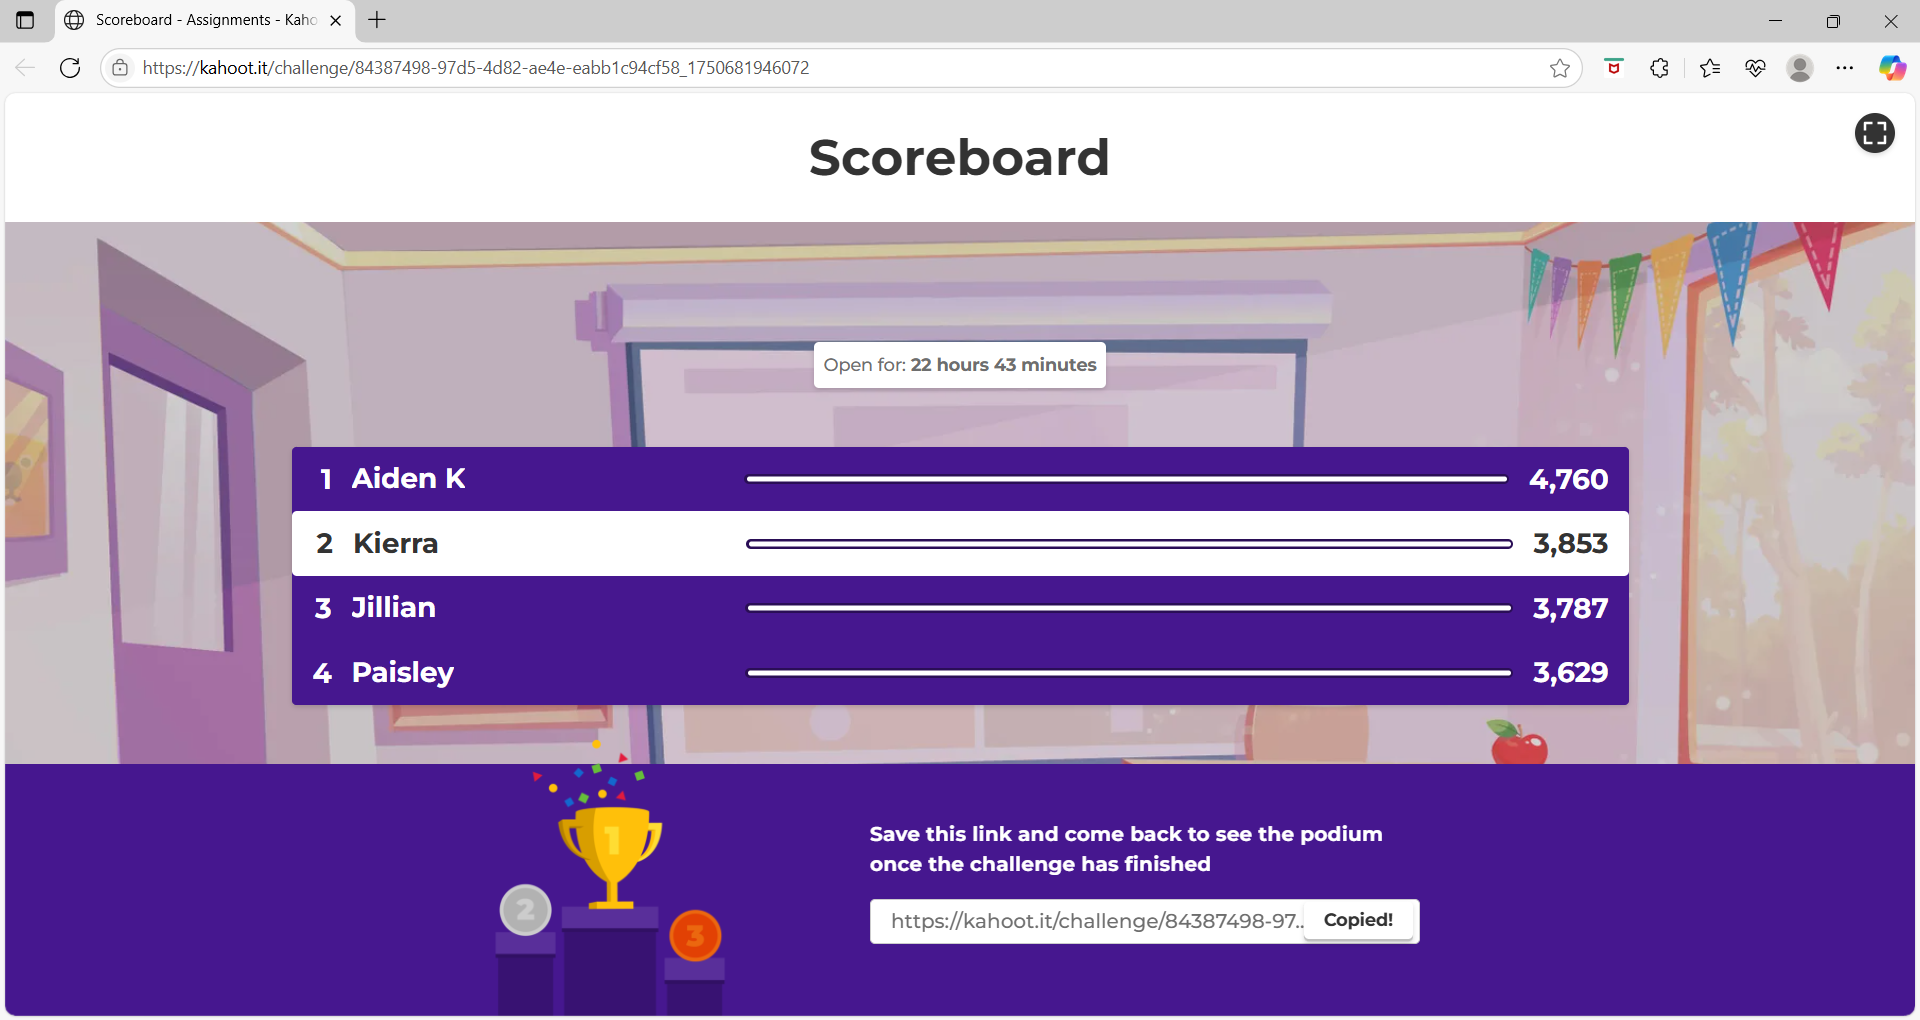 Scoreboard - Assignments - Kaho
https://kahoot.it/challenge/84387498-97d5-4d82-ae4e-eabb1c94cf58_1750681946072
Scoreboard
Open for: 22 hours 43 minutes
1 Aiden K 4,760
2 Kierra 3,853
3 Jillian 3,787
4 Paisley 3,629
1
2
3
Save this link and come back to see the podium
once the challenge has finished
https://kahoot.it/challenge/84387498-97.. Copied!